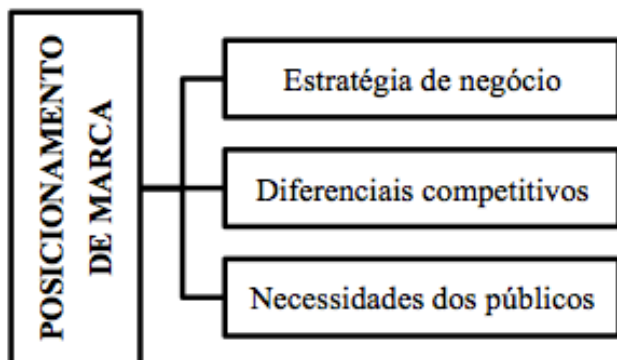 POSICIONAMENTO
DE MARCA
Estratégia de negócio
Diferenciais competitivos
Necessidades dos públicos